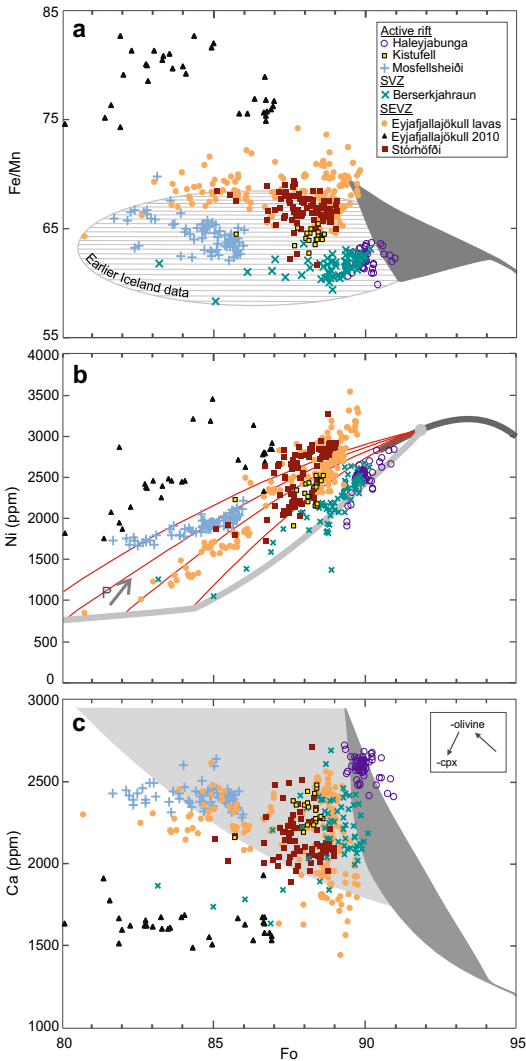 a
Active rift
Haleyjabunga
Kistufell
Mosfellsheiði
SVZ
Berserkjahraun
SEVZ
Eyjafjallajökull lavas
Eyjafjallajökull 2010
Stórhöfði
85
75
65
55
Fe/Mn
Earlier Iceland data
b
4000
3500
3000
2500
2000
1500
1000
500
0
Ni (ppm)
P
c
-olivine
-cpx
3000
2500
2000
1500
1000
Ca (ppm)
80
85
90
95
Fo